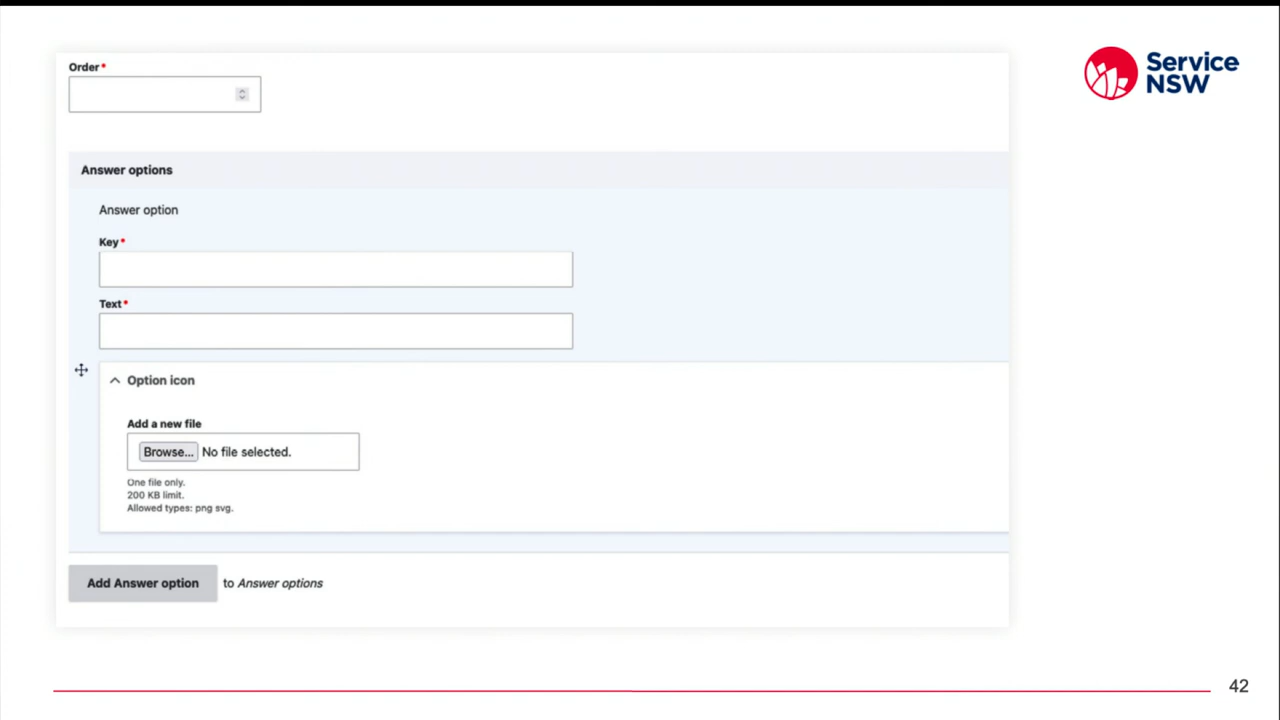 Order*
Service
NSW
Answer options
Answer option
Key*
Text*
Option icon
Add a new file
Browse... No file selected.
One file only.
200 KB limit.
Allowed types: png svg.
Add Answer option to Answer options
42